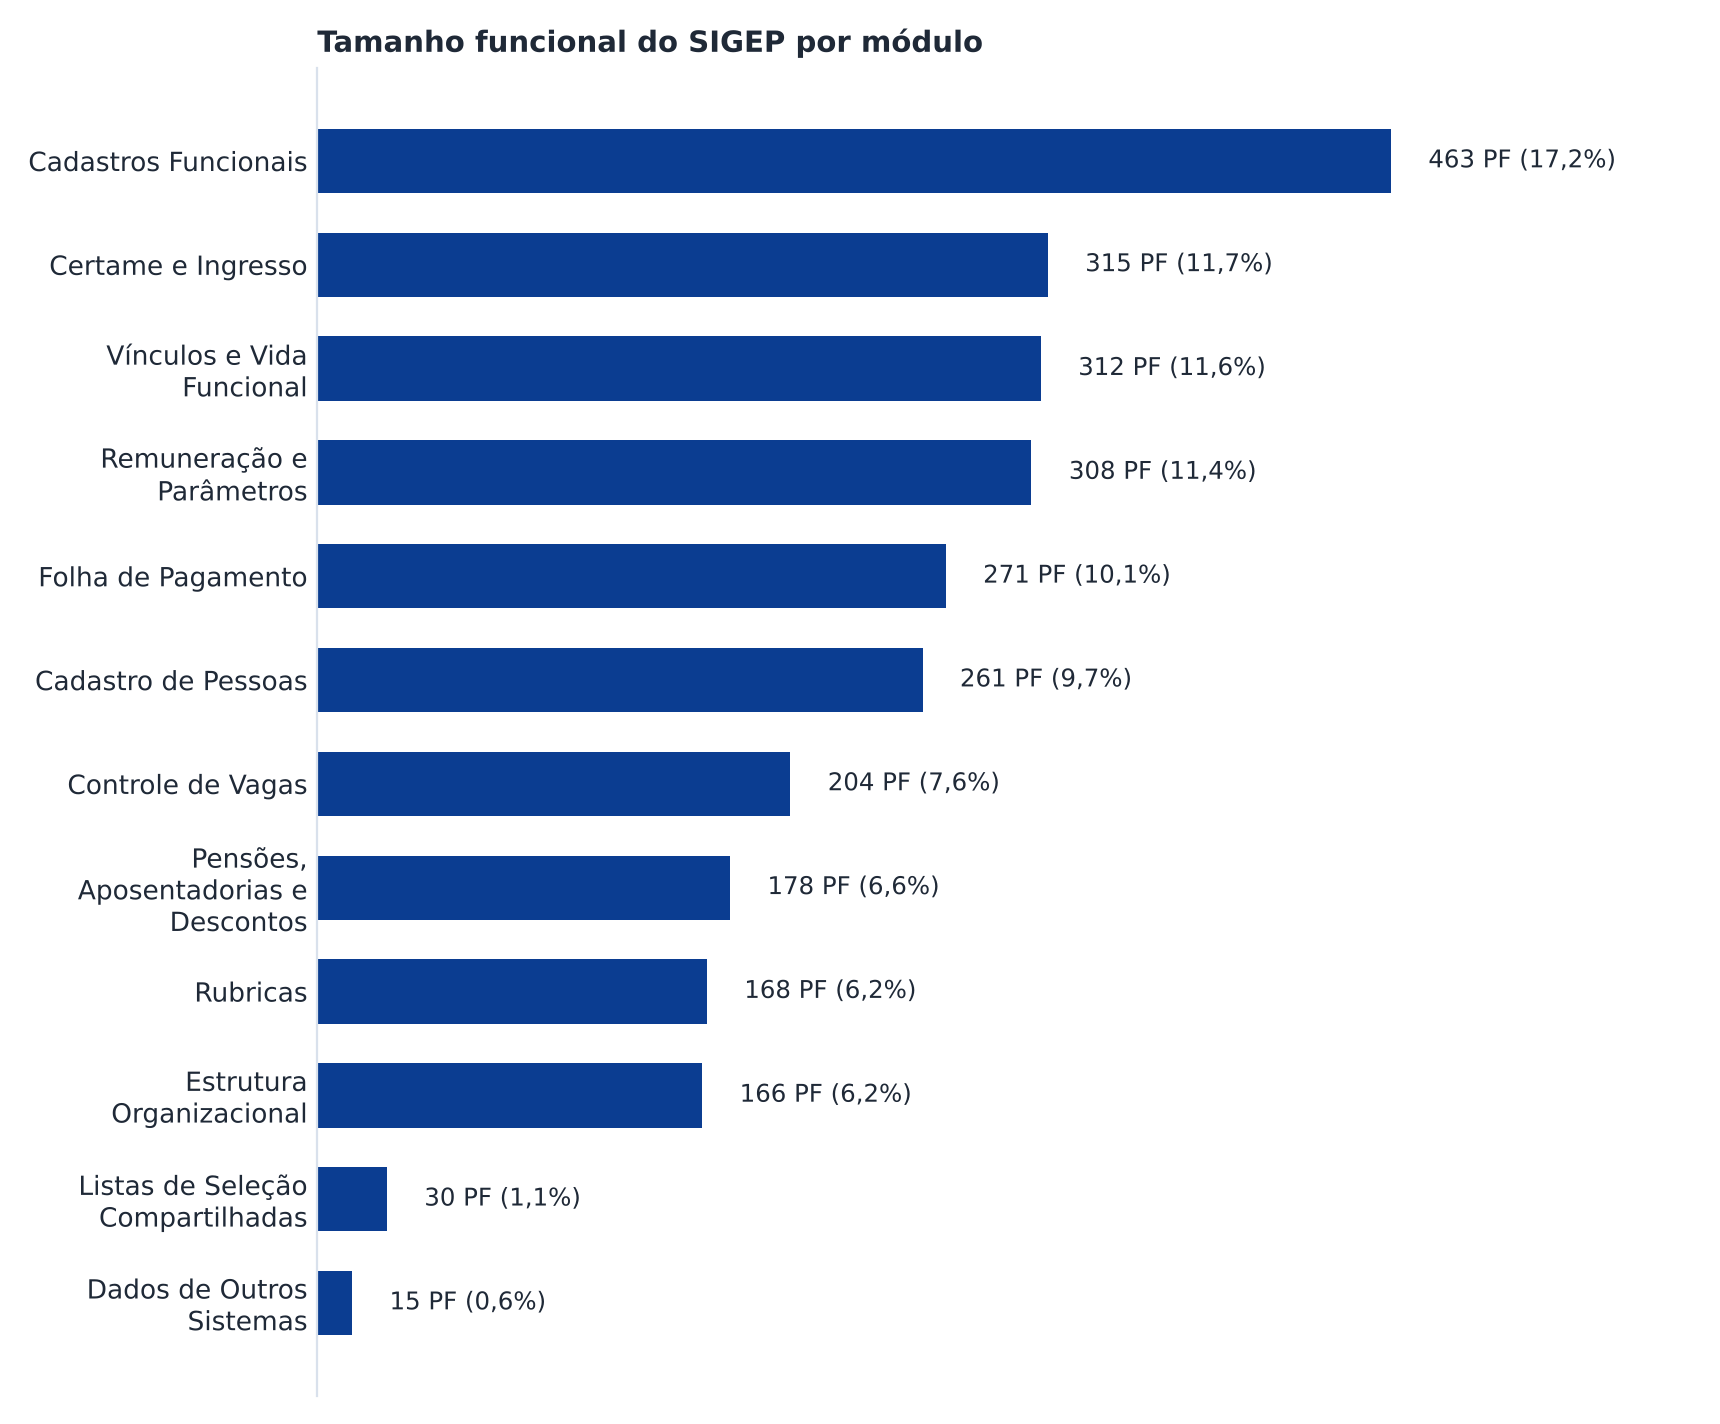 Tamanho funcional do SIGEP por módulo
Cadastros Funcionais
463 PF (17,2%)
Certame e Ingresso
315 PF (11,7%)
Vínculos e Vida
Funcional
312 PF (11,6%)
Remuneração e
Parâmetros
308 PF (11,4%)
Folha de Pagamento
271 PF (10,1%)
Cadastro de Pessoas
261 PF (9,7%)
Controle de Vagas
204 PF (7,6%)
Pensões,
Aposentadorias e
Descontos
178 PF (6,6%)
Rubricas
168 PF (6,2%)
Estrutura
Organizacional
166 PF (6,2%)
Listas de Seleção
Compartilhadas
30 PF (1,1%)
Dados de Outros
Sistemas
15 PF (0,6%)